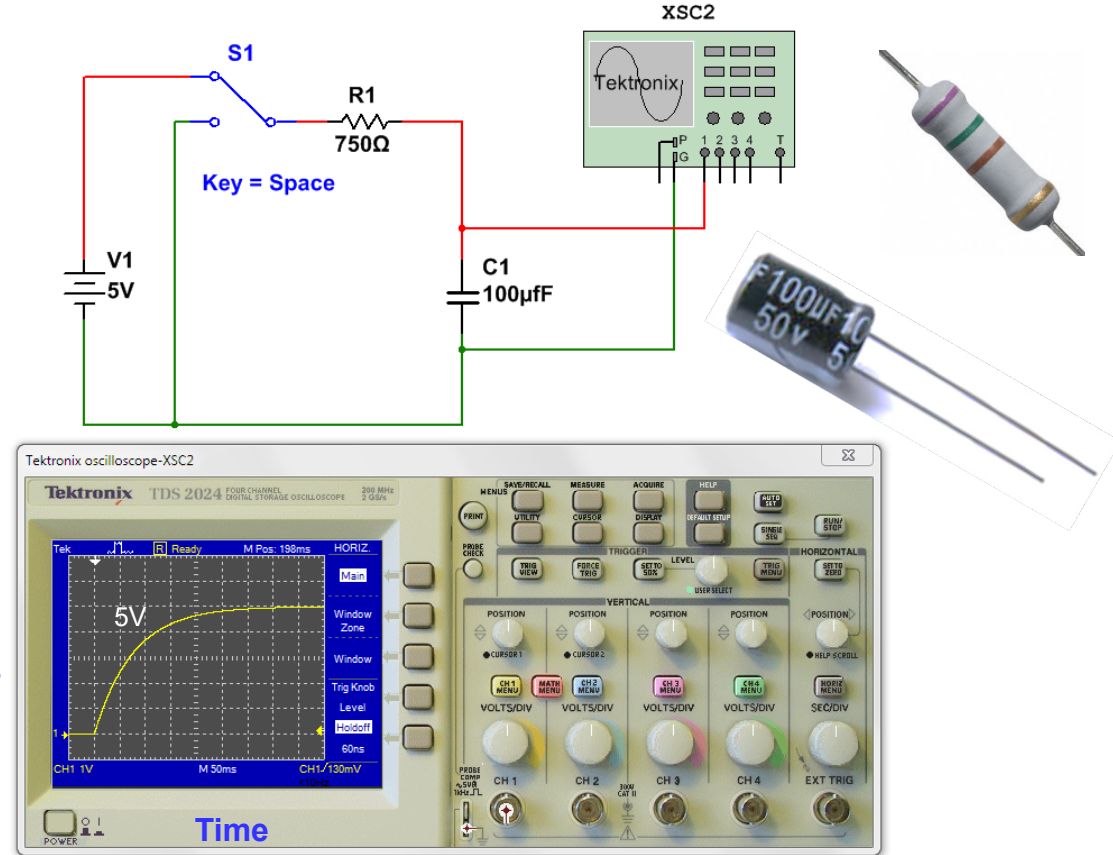 XSC2
S1
R1
750Ω
Key = Space
V1
5V
C1
100µfF
Tektronix
P
G
1 2 3 4
T
F100µF10
50V 5
Tektronix oscilloscope-XSC2
Tektronix TDS 2024 FOUR CHANNEL
DIGITAL STORAGE OSCILLOSCOPE
200 MHz
2 GS/s
Tek
R Ready
M Pos: 198ms
HORIZ.
Main
Window
Zone
Window
Trig Knob
Level
Holdoff
60ns
5V
1
CH1 1V
M 50ms
CH1/130mV
POWER
Time
MENUS
SAVE/RECALL
MEASURE
ACQUIRE
UTILITY
CURSOR
DISPLAY
HELP
DEFAULT SETUP
PRINT
AUTO
SET
SINGLE
SEQ
RUN/
STOP
PROBE
CHECK
TRIGGER
TRIG
VIEW
FORCE
TRIG
SET TO
50%
LEVEL
USER SELECT
TRIG
MENU
HORIZONTAL
SET TO
ZERO
VERTICAL
POSITION
POSITION
POSITION
POSITION
POSITION
CURSOR 1
CURSOR 2
HELP SCROLL
CH 1
MENU
MATH
MENU
CH 2
MENU
CH 3
MENU
CH 4
MENU
HORIZ
MENU
VOLTS/DIV
VOLTS/DIV
VOLTS/DIV
VOLTS/DIV
SEC/DIV
PROBE
COMP
~5V@
1kHz
CH 1
CH 2
300V
CAT II
CH 3
CH 4
EXT TRIG